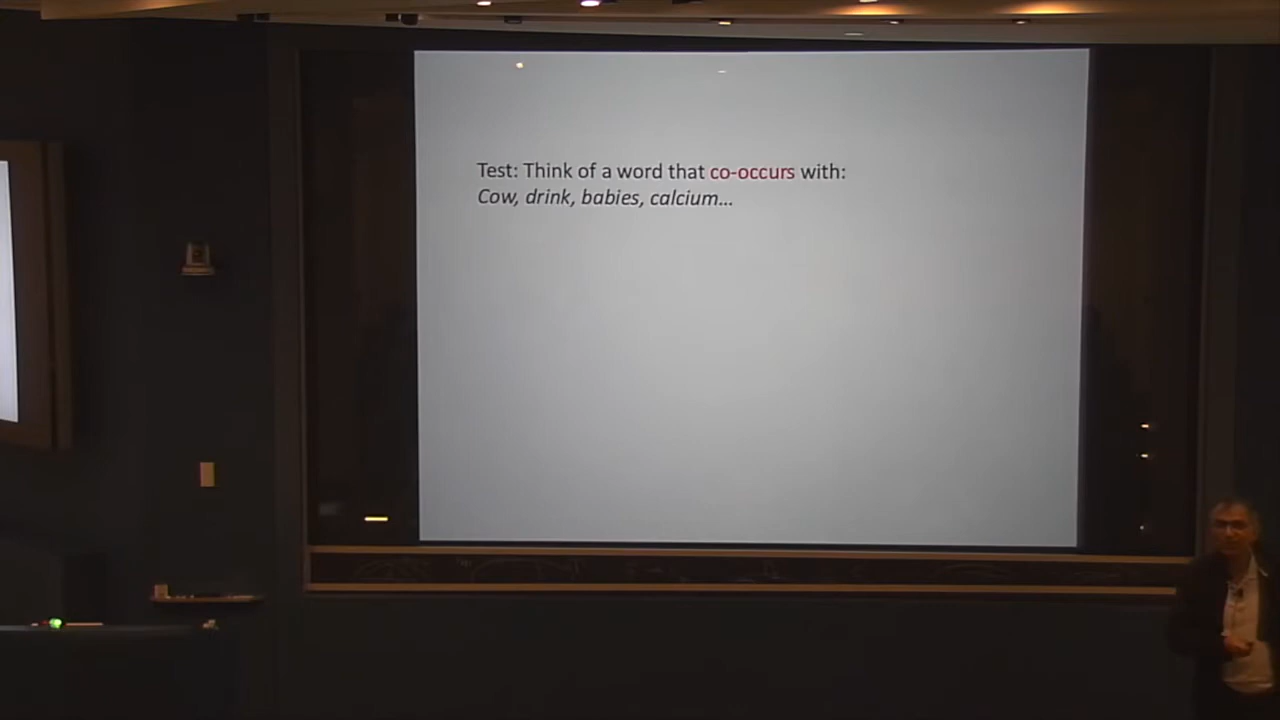 Test: Think of a word that co-occurs with:
Cow, drink, babies, calcium…